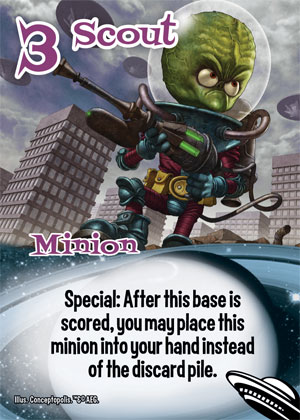 3 Scout
Minion
Special: After this base is
scored, you may place this
minion into your hand instead
of the discard pile.
Illus. Conceptopolis. ™©AEG.